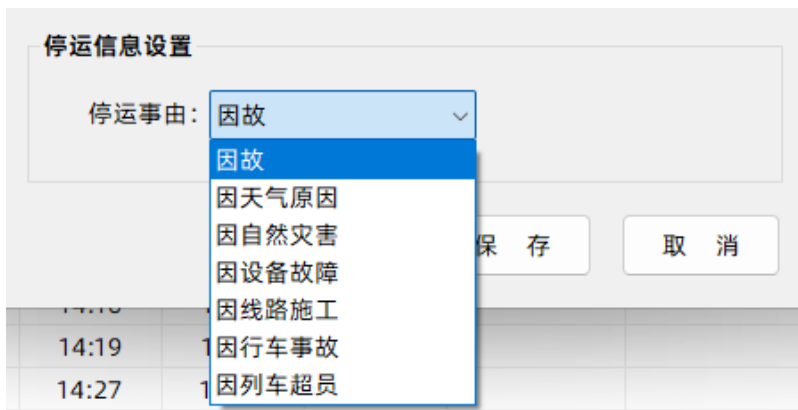 停运信息设置
停运事由：因故
因故
因天气原因
因自然灾害
因设备故障
因线路施工
因行车事故
因列车超员
保 存
取 消
14:19
14:27